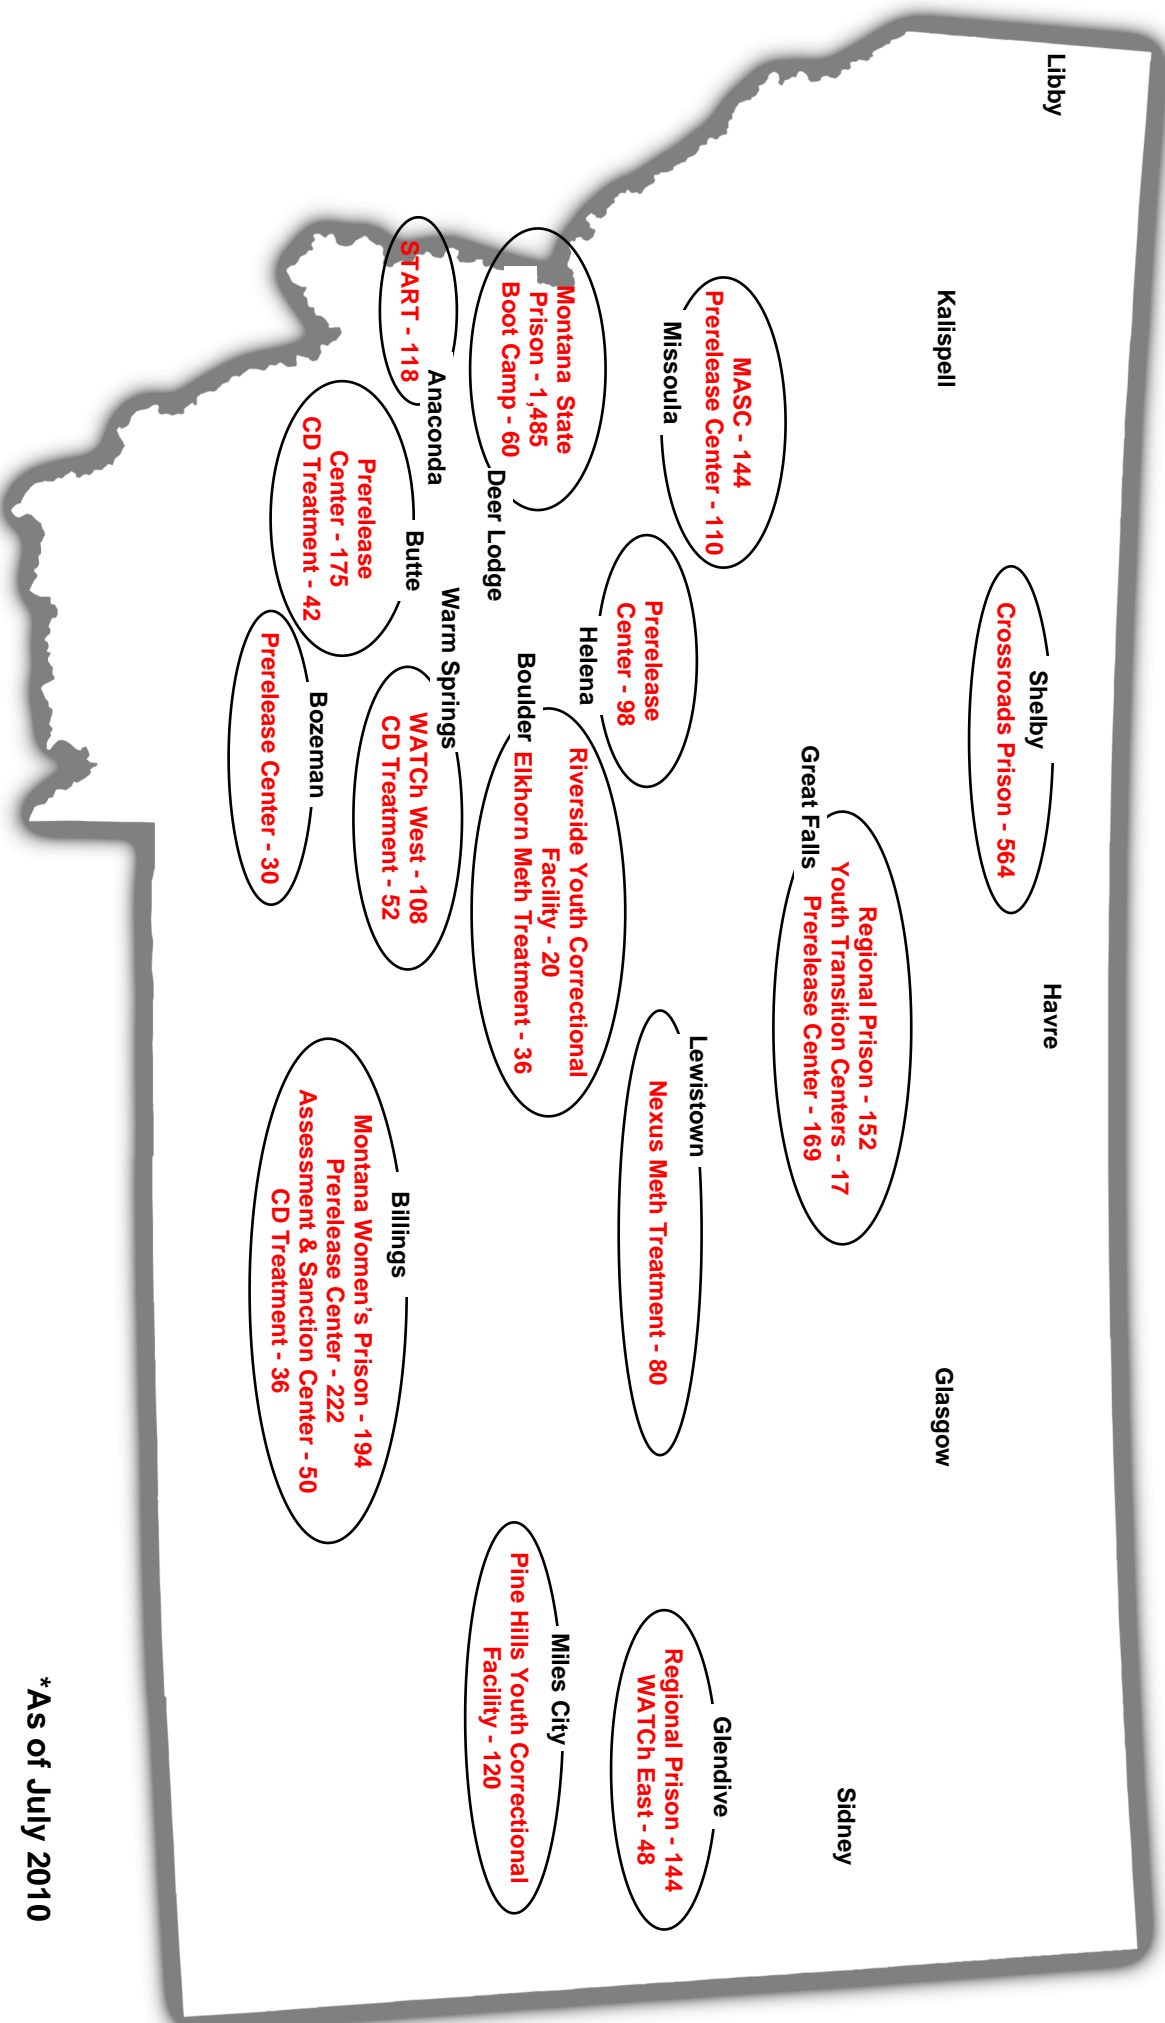 Libby
Kalispell
Shelby
Crossroads Prison - 564
Havre
Glasgow
Sidney
MASC - 144
Prerelease Center - 110
Missoula
Great Falls
Regional Prison - 152
Youth Transition Centers - 17
Prerelease Center - 169
Prerelease
Center - 98
Helena
Lewistown
Nexus Meth Treatment - 80
Glendive
Regional Prison - 144
WATCh East - 48
Montana State
Prison - 1,485
Boot Camp - 60
Deer Lodge
Boulder
Riverside Youth Correctional
Facility - 20
Elkhorn Meth Treatment - 36
Miles City
Pine Hills Youth Correctional
Facility - 120
START - 118
Anaconda
Warm Springs
WATCh West - 108
CD Treatment - 52
Butte
Prerelease
Center - 175
CD Treatment - 42
Bozeman
Prerelease Center - 30
Billings
Montana Women’s Prison - 194
Prerelease Center - 222
Assessment & Sanction Center - 50
CD Treatment - 36
*As of July 2010